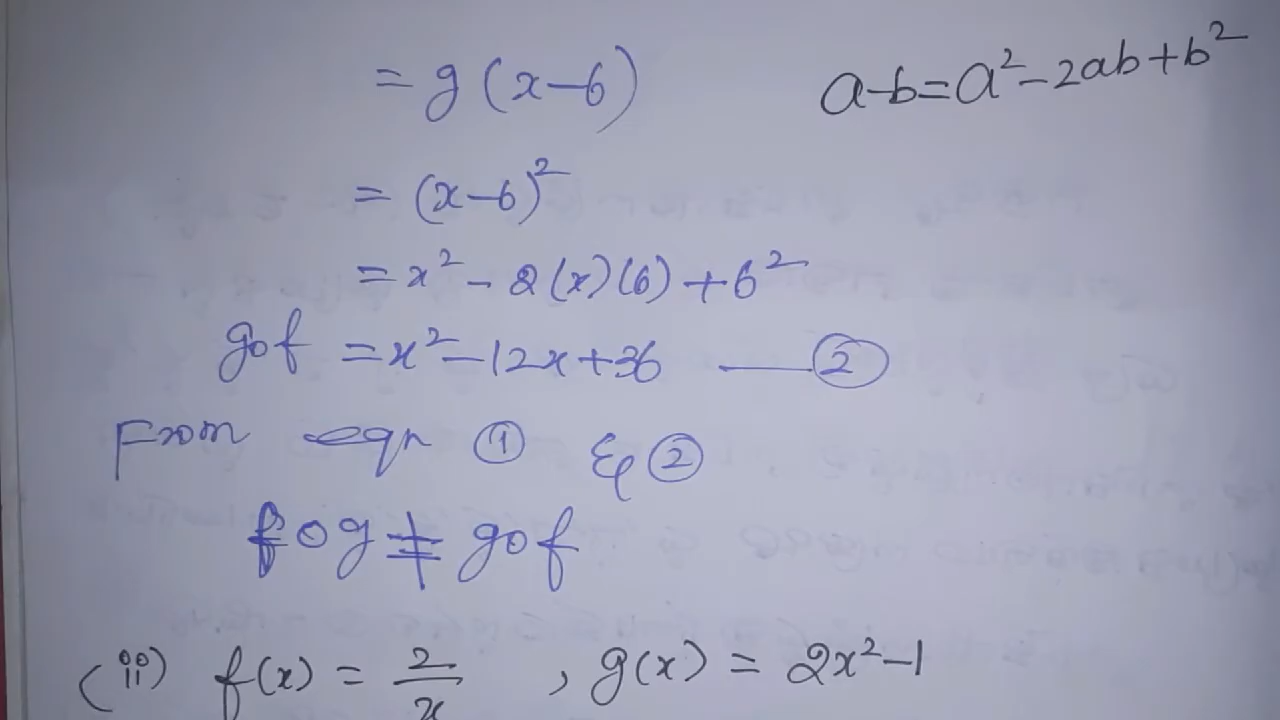 = g(x-6)
a-b=a²-2ab+b²
= (x-6)²
= x² - 2(x)(6) + 6²
gof = x²-12x+36 —— ②
From eqn ① & ②
fog ≠ gof
(ii) f(x) = 2/x , g(x) = 2x²-1